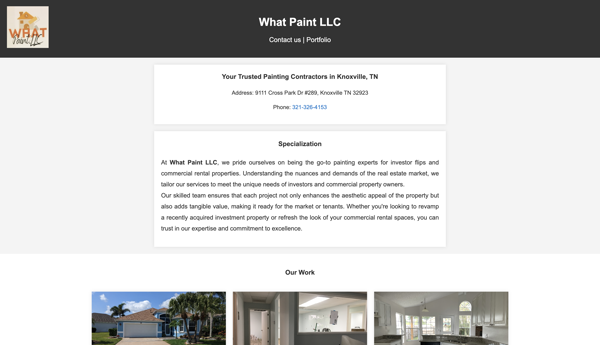 WHAT
Paint LLC
What Paint LLC
Contact us | Portfolio
Your Trusted Painting Contractors in Knoxville, TN
Address: 9111 Cross Park Dr #289, Knoxville TN 32923
Phone: 321-326-4153
Specialization
At What Paint LLC, we pride ourselves on being the go-to painting experts for investor flips and
commercial rental properties. Understanding the nuances and demands of the real estate market, we
tailor our services to meet the unique needs of investors and commercial property owners.
Our skilled team ensures that each project not only enhances the aesthetic appeal of the property but
also adds tangible value, making it ready for the market or tenants. Whether you're looking to revamp
a recently acquired investment property or refresh the look of your commercial rental spaces, you can
trust in our expertise and commitment to excellence.
Our Work